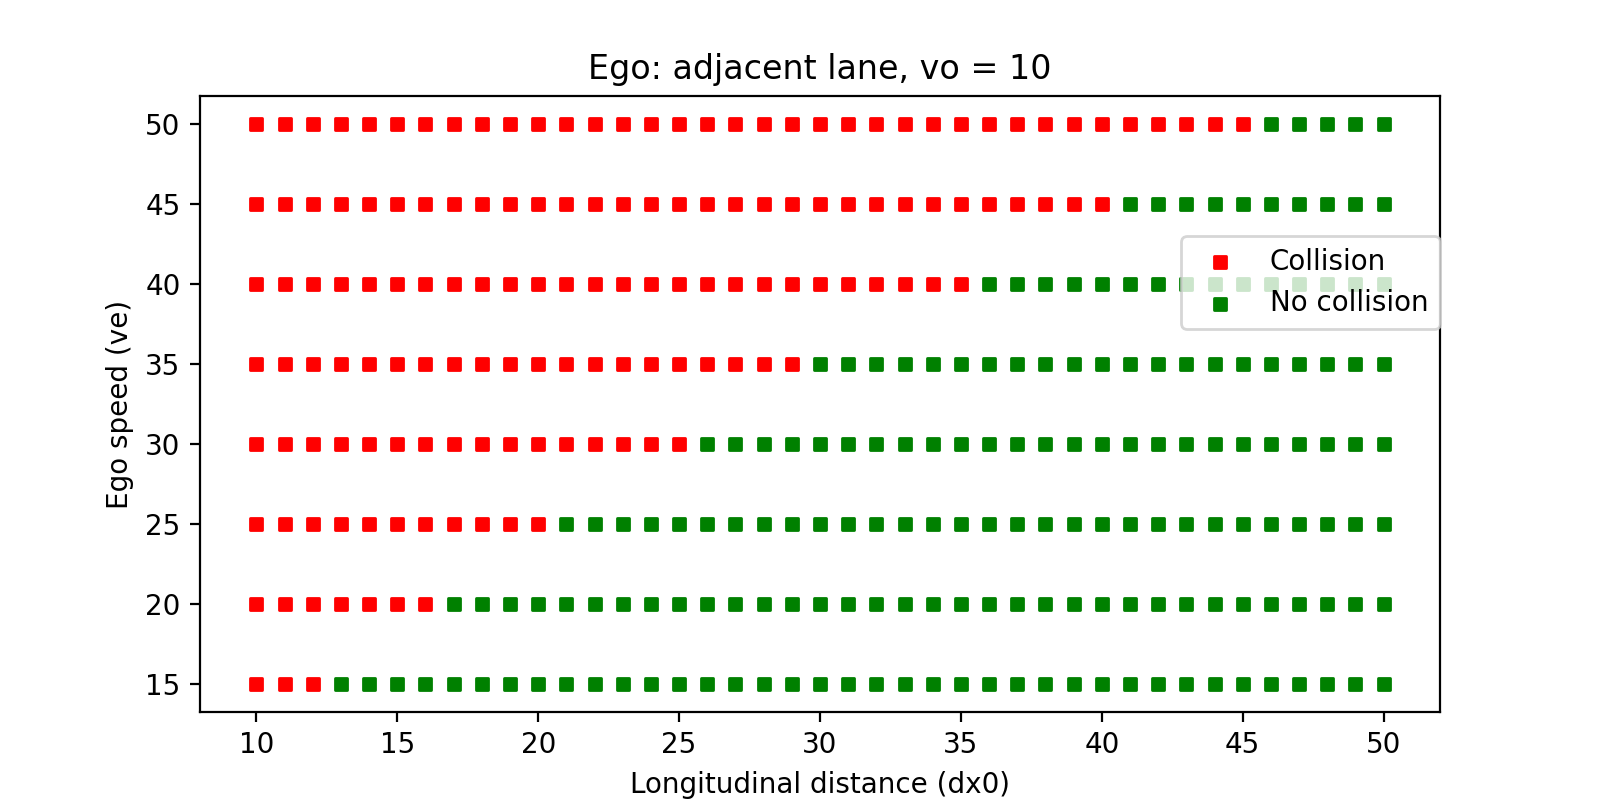 Ego: adjacent lane, vo = 10
50
45
40
35
30
25
20
15
Ego speed (ve)
Collision
No collision
10 15 20 25 30 35 40 45 50
Longitudinal distance (dx0)